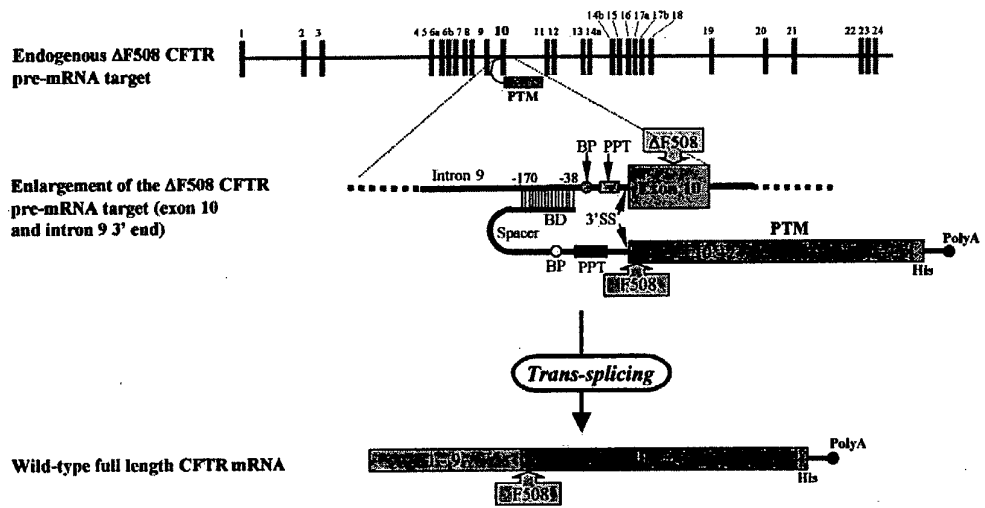 14b 15 16 17a 17b 18
1 2 3 4 5 6a 6b 7 8 9 10 11 12 13 14a 19 20 21 22 23 24
Endogenous ΔF508 CFTR
pre-mRNA target
PTM
ΔF508
BP PPT
Intron 9 -170 -38
Exon 10
Enlargement of the ΔF508 CFTR
pre-mRNA target (exon 10
and intron 9 3' end)
BD
3'SS
PTM
Spacer
PolyA
BP PPT
His
F508
Trans-splicing
PolyA
Wild-type full length CFTR mRNA
1-9
His
F508